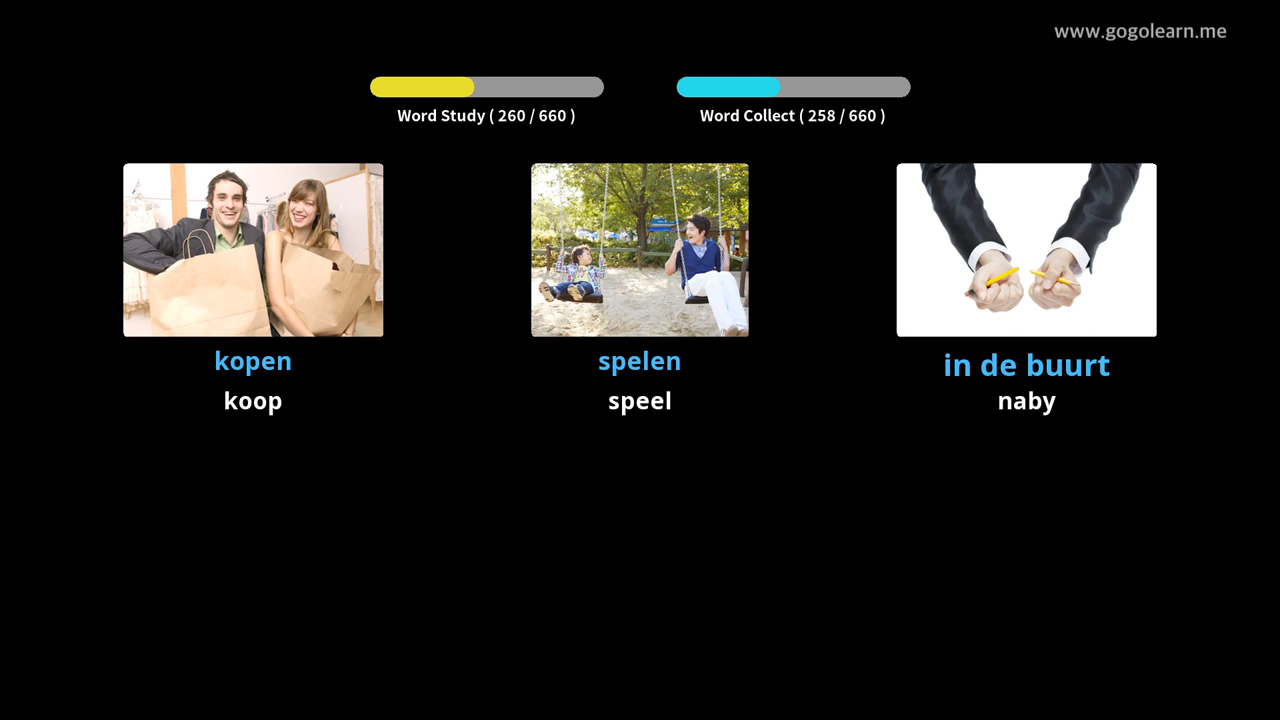 www.gogolearn.me
Word Study ( 260 / 660 )
Word Collect ( 258 / 660 )
kopen
koop
spelen
speel
in de buurt
naby